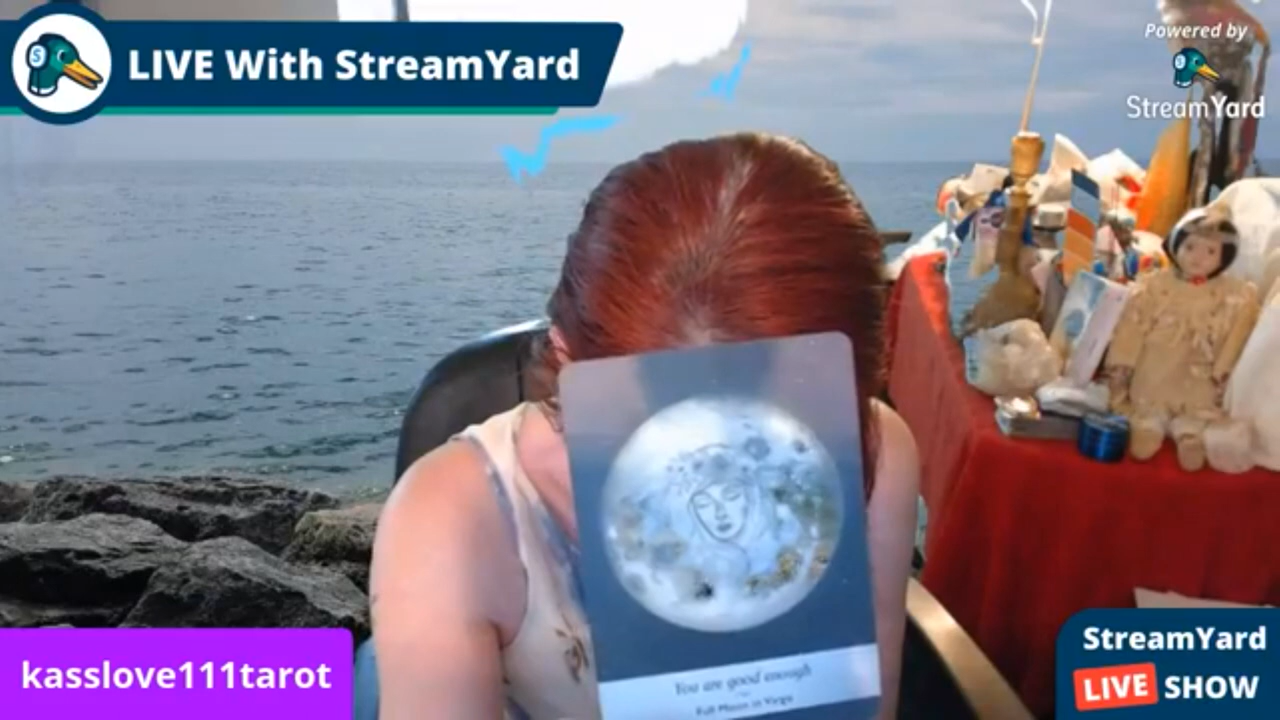 LIVE With StreamYard
Powered by
StreamYard
You are good enough
Full Moon in Virgo
kasslove111tarot
StreamYard
LIVE SHOW